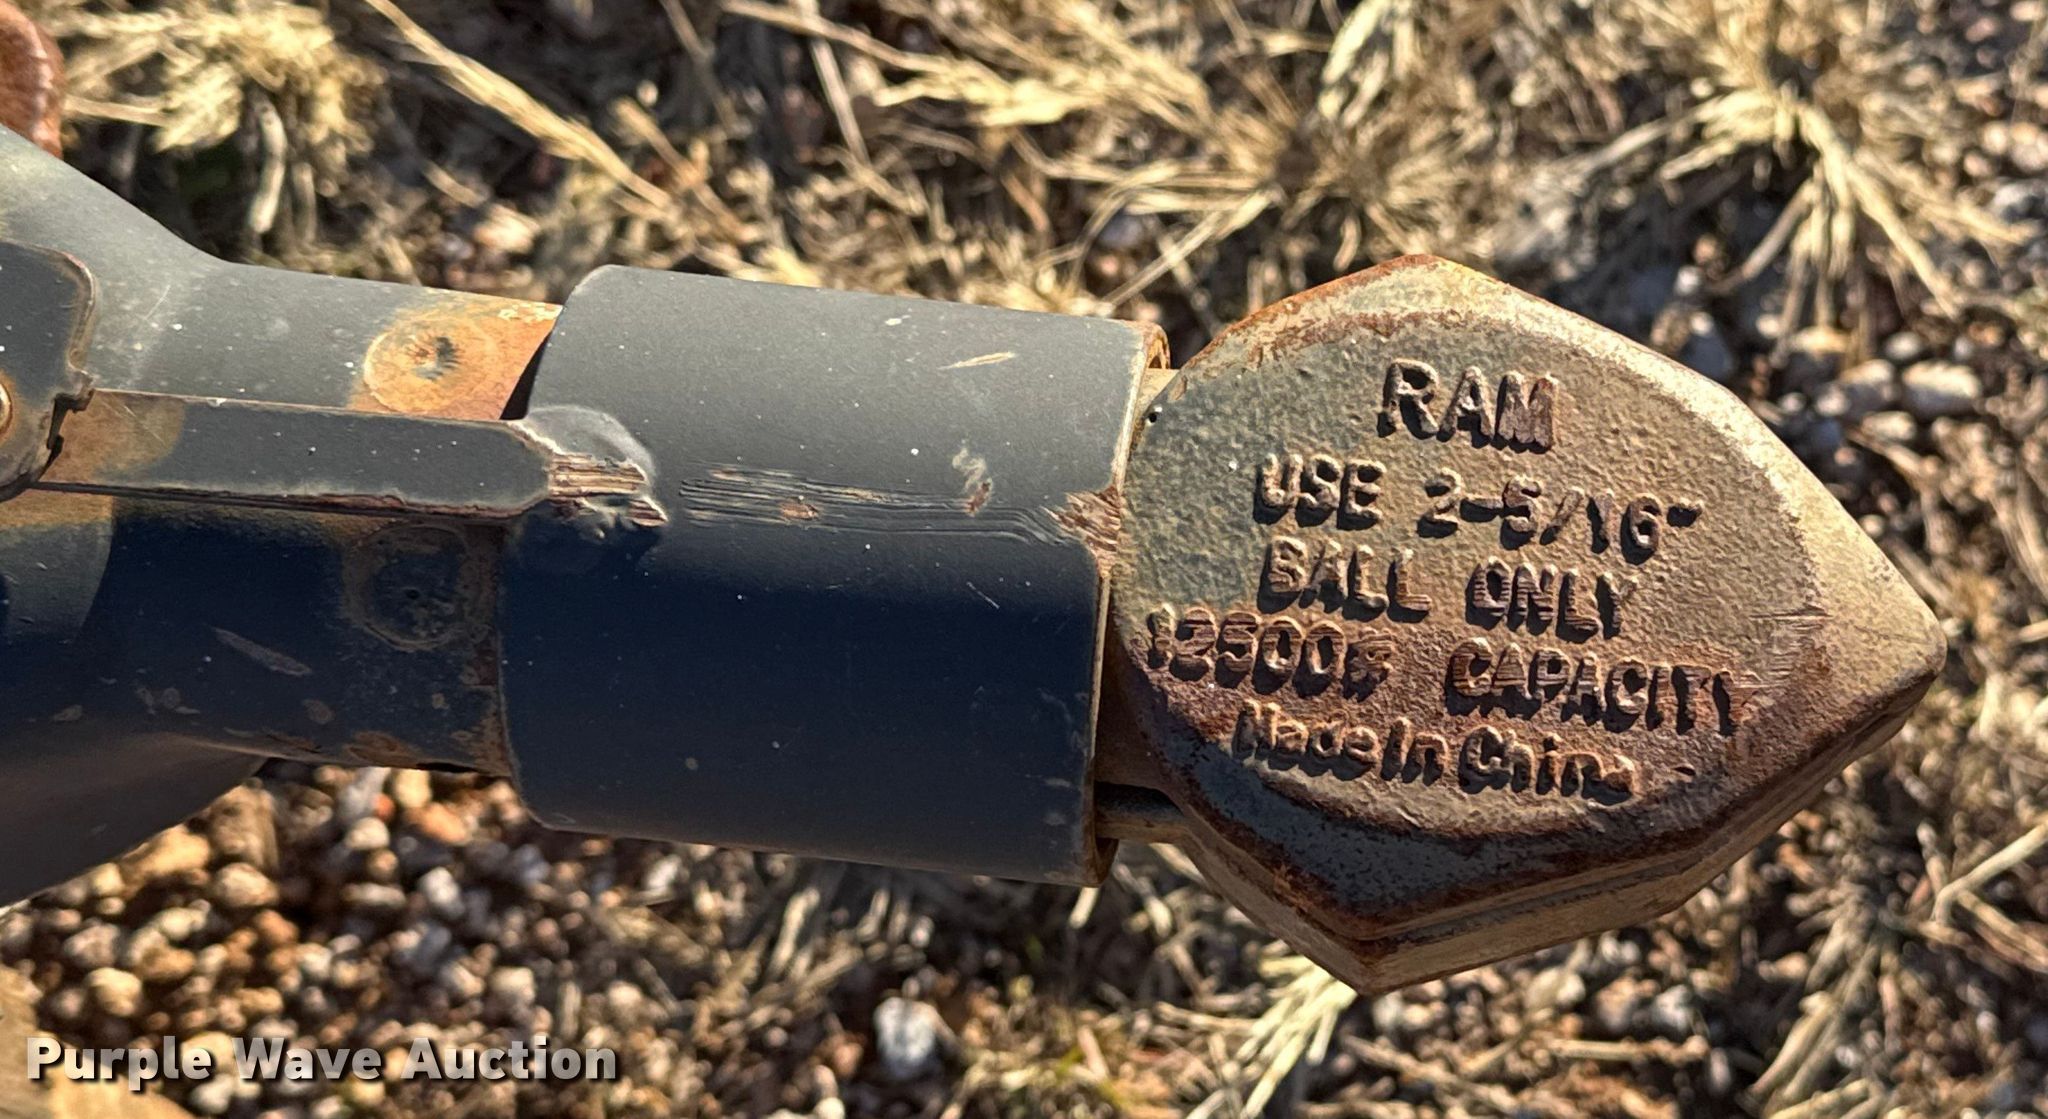 RAM
USE 2-5/16"
BALL ONLY
12500# CAPACITY
Made In China
Purple Wave Auction